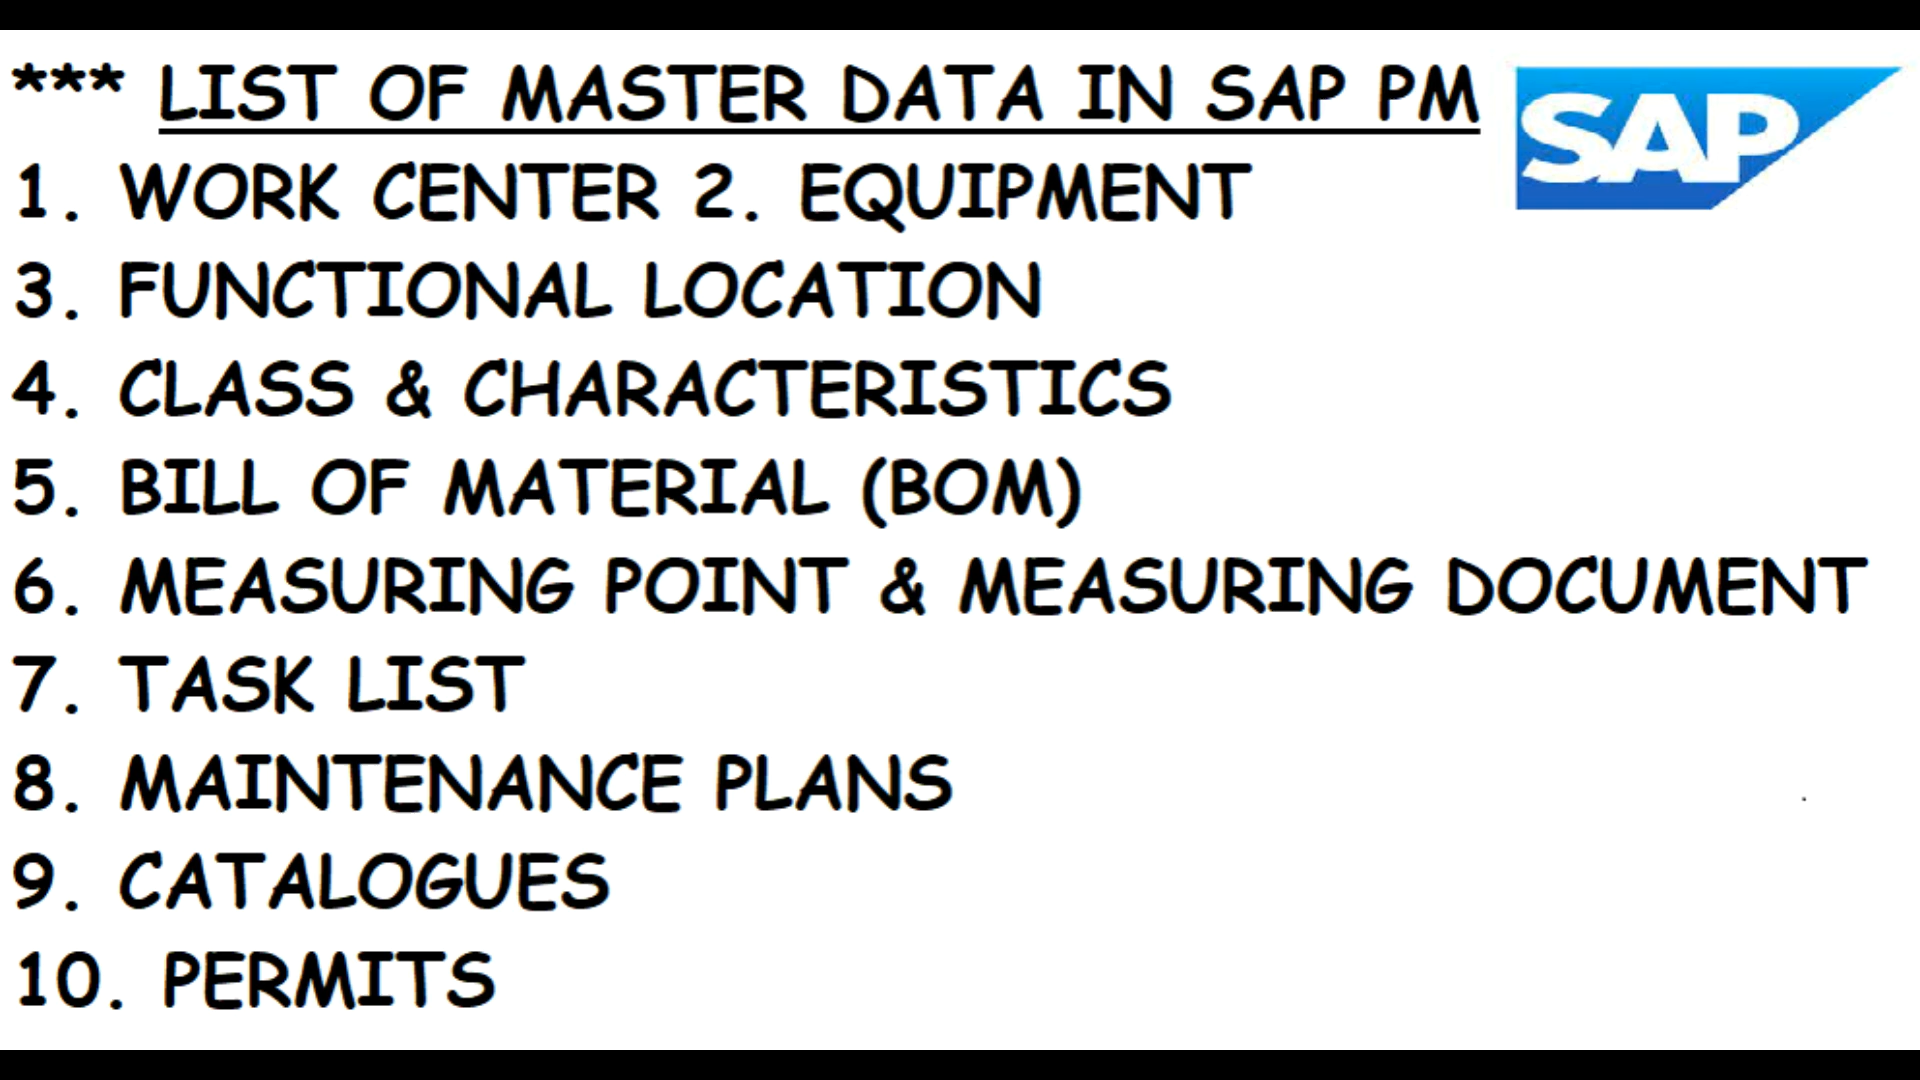 *** LIST OF MASTER DATA IN SAP PM
SAP
1. WORK CENTER 2. EQUIPMENT
3. FUNCTIONAL LOCATION
4. CLASS & CHARACTERISTICS
5. BILL OF MATERIAL (BOM)
6. MEASURING POINT & MEASURING DOCUMENT
7. TASK LIST
8. MAINTENANCE PLANS
9. CATALOGUES
10. PERMITS